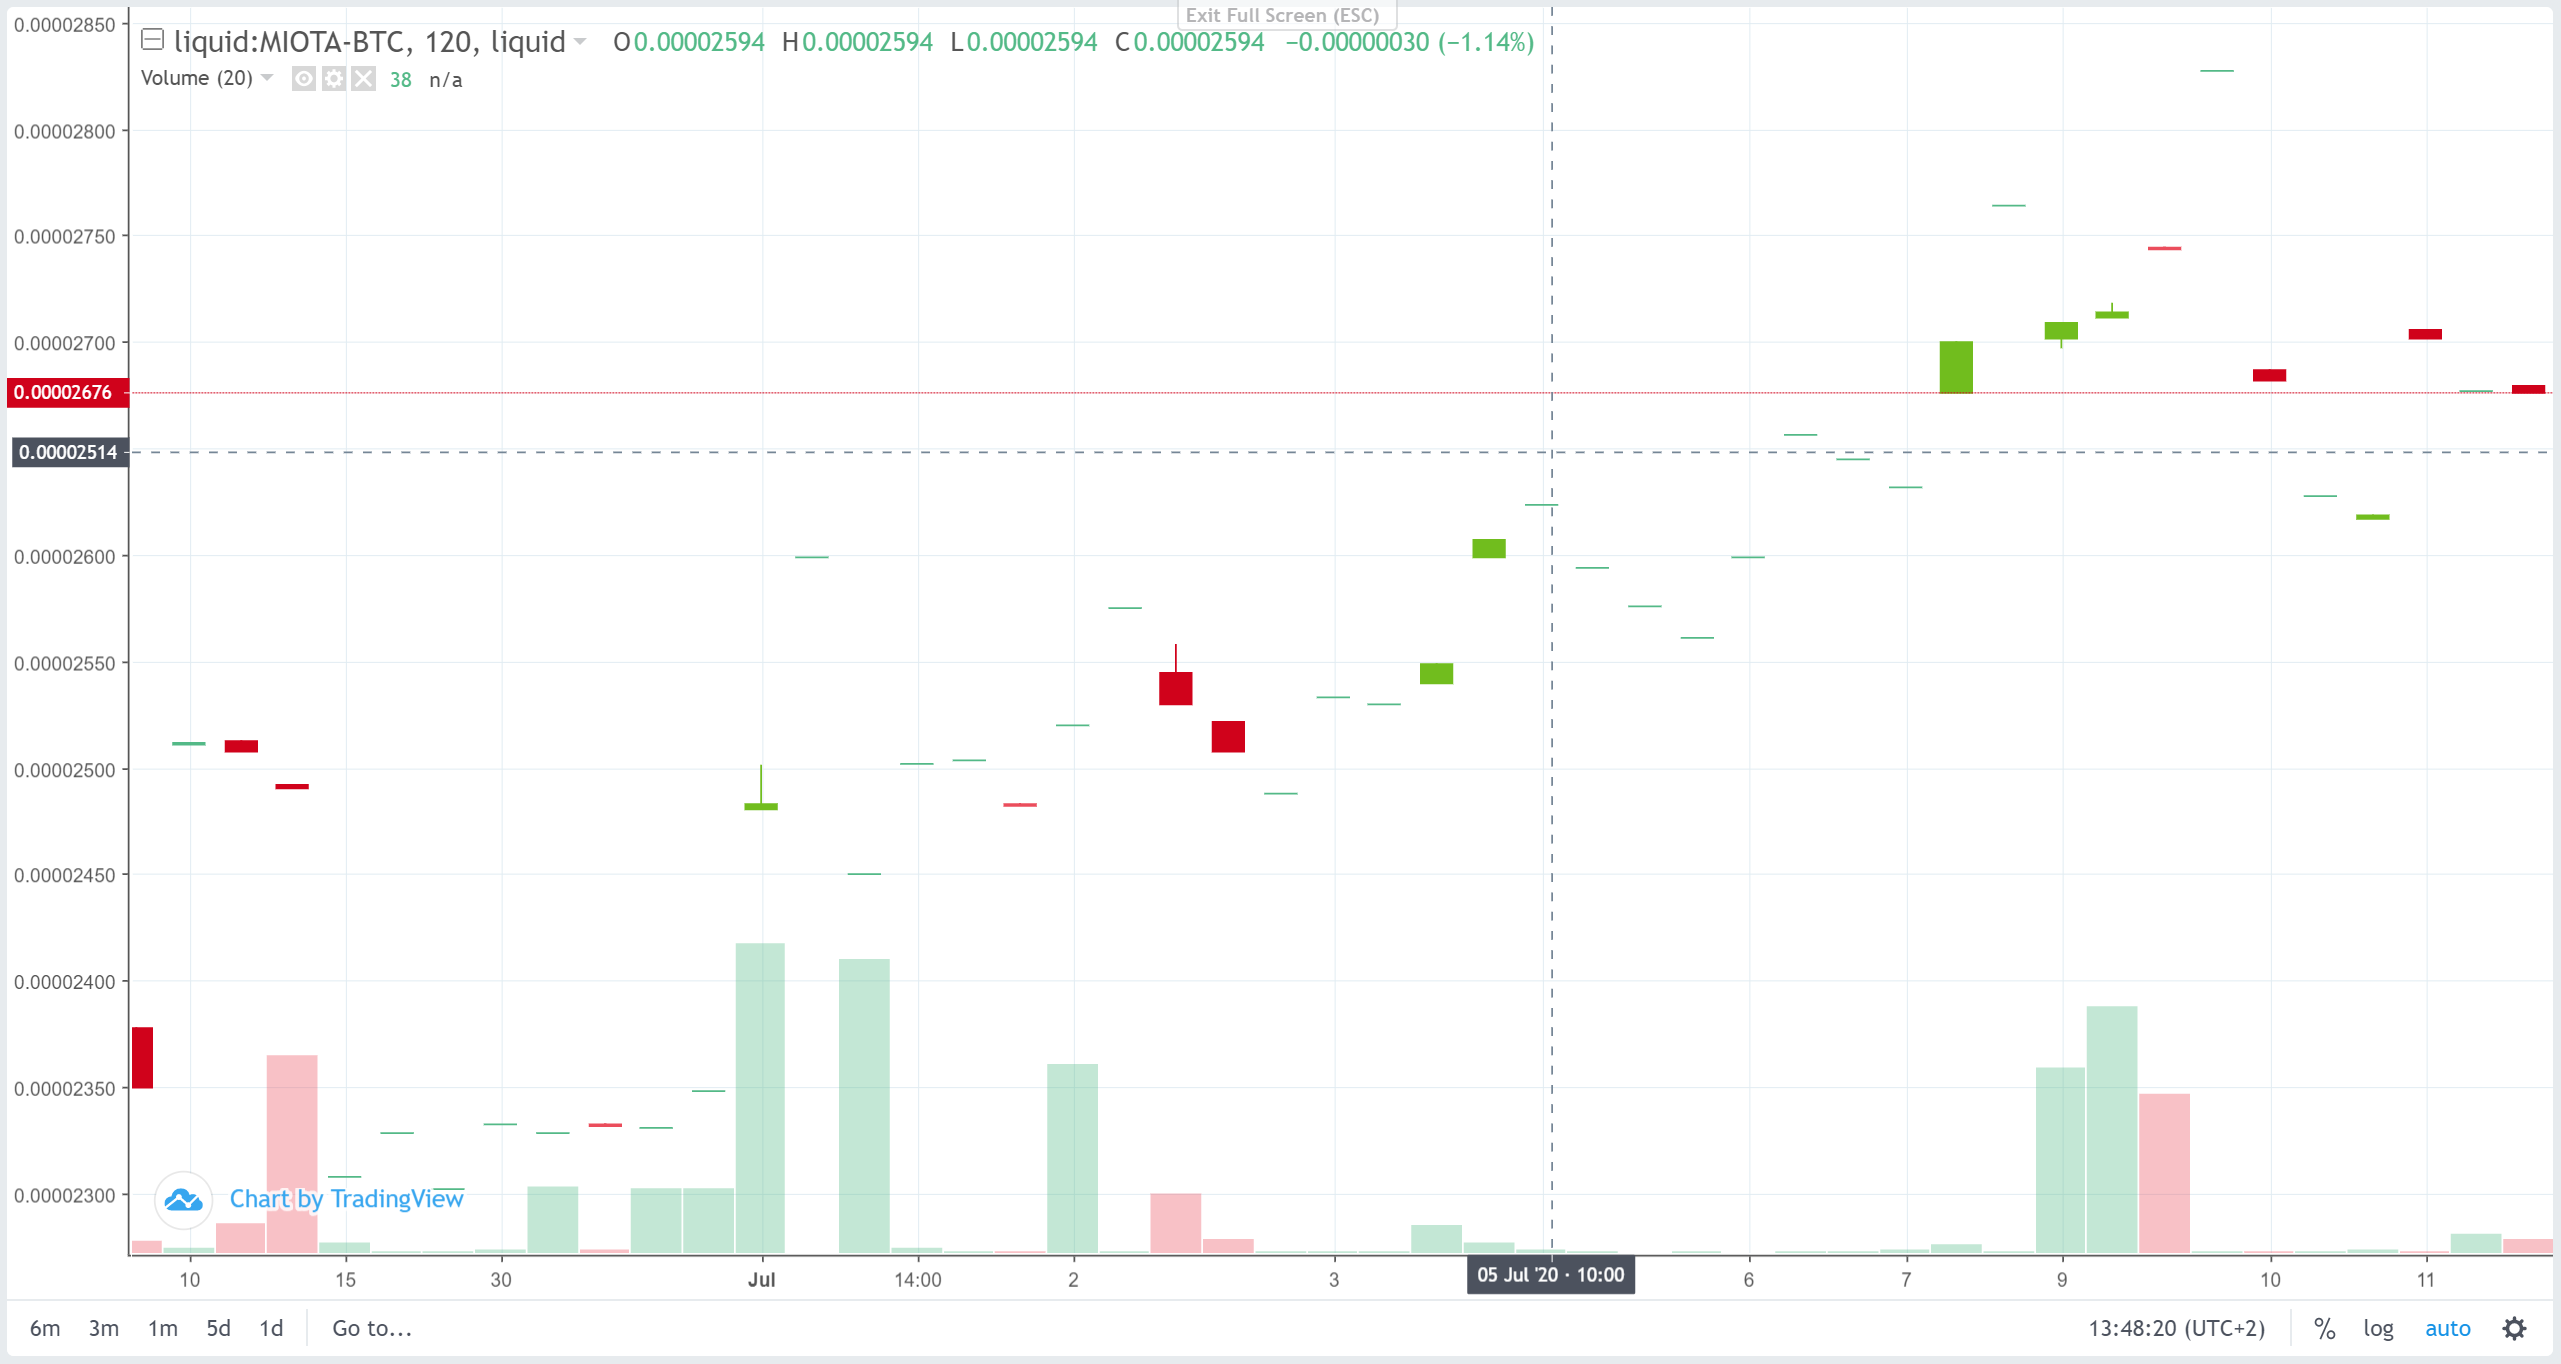 Exit Full Screen (ESC)
liquid:MIOTA-BTC, 120, liquid O0.00002594 H0.00002594 L0.00002594 C0.00002594 −0.00000030 (−1.14%)
Volume (20) 38 n/a
0.00002850
0.00002800
0.00002750
0.00002700
0.00002676
0.00002514
0.00002600
0.00002550
0.00002500
0.00002450
0.00002400
0.00002350
0.00002300
Chart by TradingView
10 15 30 Jul 14:00 2 3 05 Jul '20 · 10:00 6 7 9 10 11
6m 3m 1m 5d 1d Go to... 13:48:20 (UTC+2) % log auto